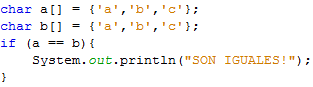 char a[] = {'a','b','c'};
char b[] = {'a','b','c'};
if (a == b){
    System.out.println("SON IGUALES!");
}